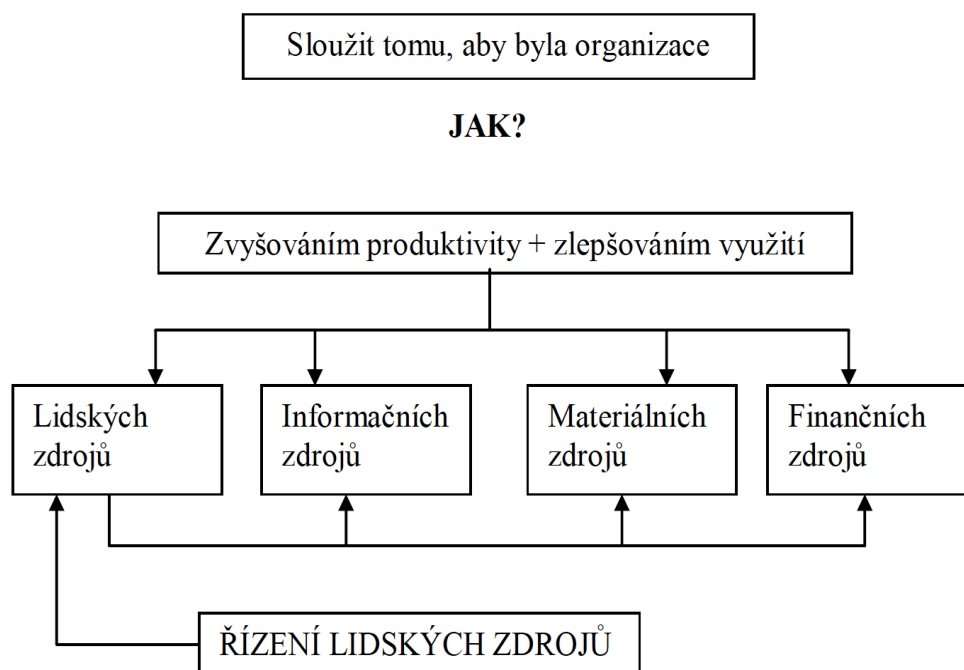 Sloužit tomu, aby byla organizace
JAK?
Zvyšováním produktivity + zlepšováním využití
Lidských
zdrojů
Informačních
zdrojů
Materiálních
zdrojů
Finančních
zdrojů
ŘÍZENÍ LIDSKÝCH ZDROJŮ